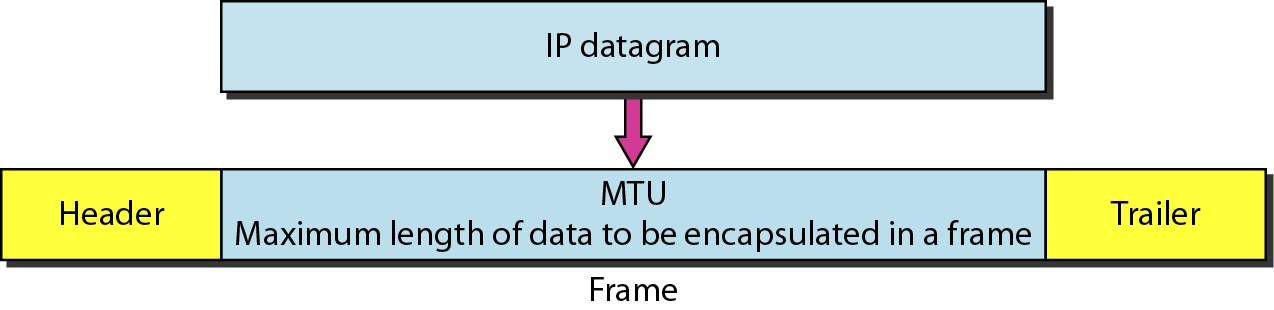 IP datagram
MTU
Header
Maximum length of data to be encapsulated in a frame
Trailer
Frame